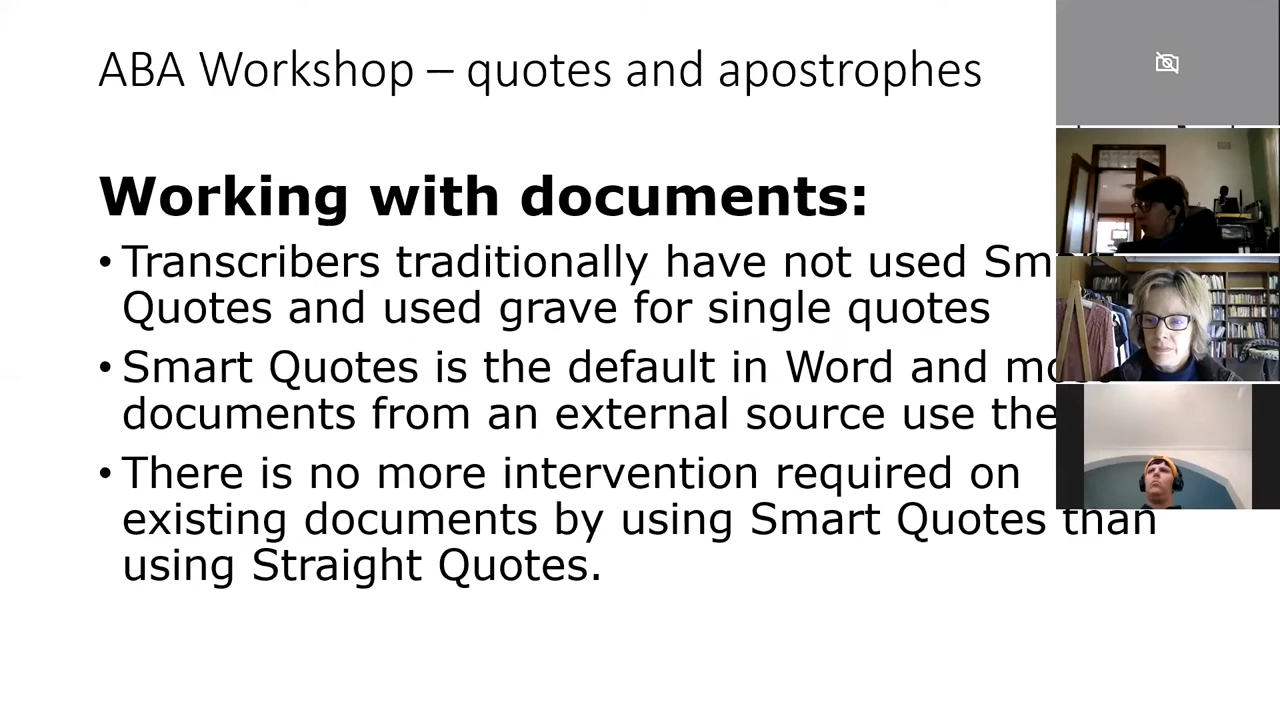 ABA Workshop – quotes and apostrophes
Working with documents:
• Transcribers traditionally have not used
Quotes and used grave for single quotes
• Smart Quotes is the default in Word and
documents from an external source use
• There is no more intervention required on
existing documents by using Smart Quotes than
using Straight Quotes.